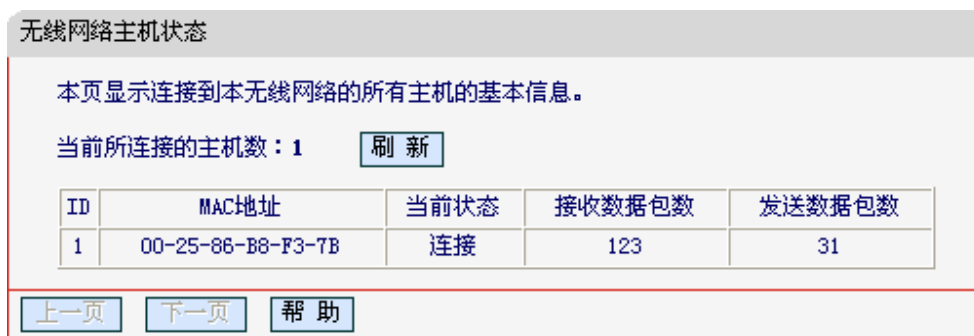 无线网络主机状态
本页显示连接到本无线网络的所有主机的基本信息。
当前所连接的主机数：1 刷 新
ID MAC地址 当前状态 接收数据包数 发送数据包数
1 00-25-86-B8-F3-7B 连接 123 31
上一页 下一页 帮 助